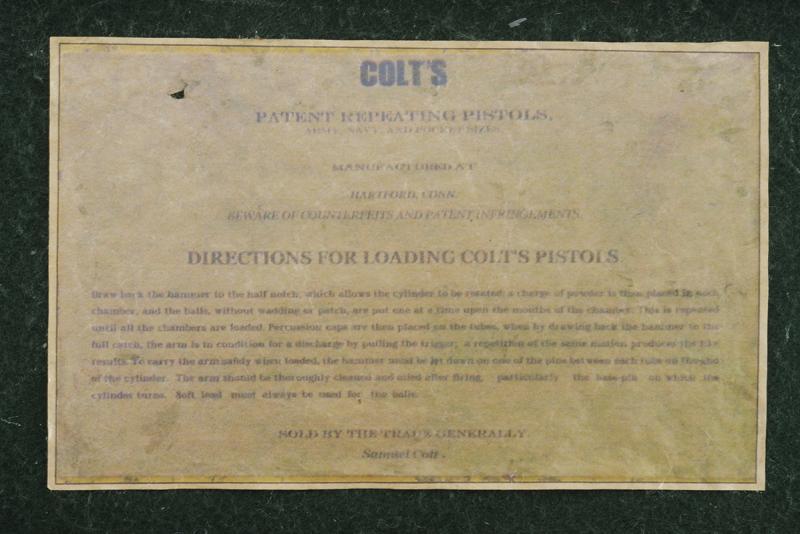 COLT'S
PATENT REPEATING PISTOLS,
ARMY, NAVY, AND POCKET SIZES.
MANUFACTURED AT
HARTFORD, CONN.
BEWARE OF COUNTERFEITS AND PATENT INFRINGEMENTS.
DIRECTIONS FOR LOADING COLT'S PISTOLS
Draw back the hammer to the half notch, which allows the cylinder to be rotated; a charge of powder is then placed in each
chamber, and the balls, without wadding or patch, are put one at a time upon the mouths of the chamber. This is repeated
until all the chambers are loaded. Percussion caps are then placed on the tubes, when by drawing back the hammer to the
full catch, the arm is in condition for a discharge by pulling the trigger; a repetition of the same motion produces the like
results. To carry the arm safely when loaded, the hammer must be let down on one of the pins between each tube on the
of the cylinder. The arm should be thoroughly cleaned and oiled after firing, particularly the base-pin on which the
cylinder turns. Soft lead must always be used for the balls.
SOLD BY THE TRADE GENERALLY.
Samuel Colt.